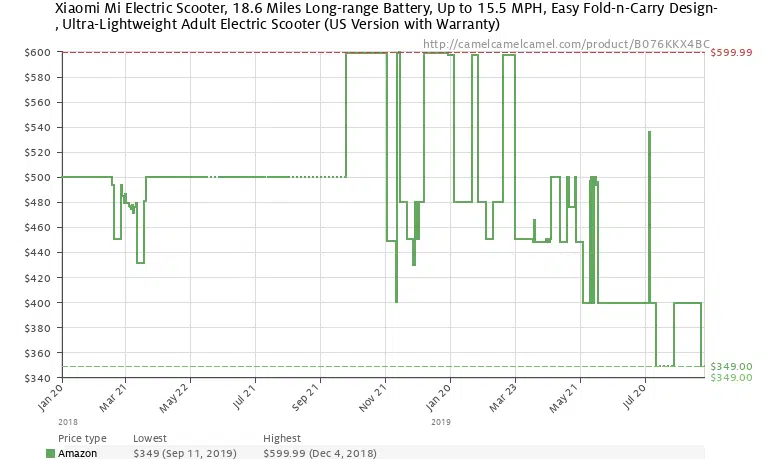 Xiaomi Mi Electric Scooter, 18.6 Miles Long-range Battery, Up to 15.5 MPH, Easy Fold-n-Carry Design-
, Ultra-Lightweight Adult Electric Scooter (US Version with Warranty)
http://camelcamelcamel.com/product/B076KKX4BC
$600
$599.99
$580
$560
$540
$520
$500
$480
$460
$440
$420
$400
$380
$360
$349.00
$340
$349.00
Jan 20
Mar 21
May 22
Jul 21
Sep 21
Nov 21
Jan 20
Mar 23
May 21
Jul 20
2018
2019
Price type Lowest Highest
Amazon $349 (Sep 11, 2019) $599.99 (Dec 4, 2018)